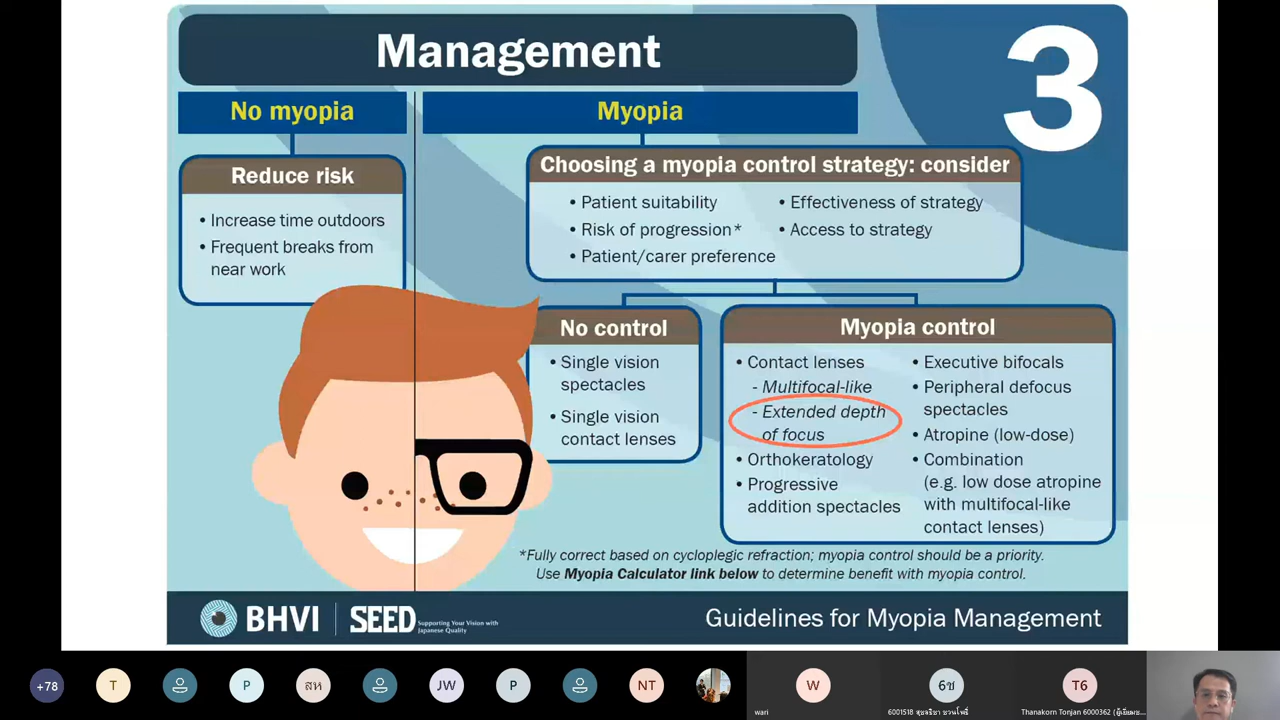 Management
3
No myopia
Myopia
Reduce risk
• Increase time outdoors
• Frequent breaks from
near work
Choosing a myopia control strategy: consider
• Patient suitability
• Risk of progression*
• Patient/carer preference
• Effectiveness of strategy
• Access to strategy
No control
• Single vision
spectacles
• Single vision
contact lenses
Myopia control
• Contact lenses
- Multifocal-like
- Extended depth
of focus
• Orthokeratology
• Progressive
addition spectacles
• Executive bifocals
• Peripheral defocus
spectacles
• Atropine (low-dose)
• Combination
(e.g. low dose atropine
with multifocal-like
contact lenses)
*Fully correct based on cycloplegic refraction; myopia control should be a priority.
Use Myopia Calculator link below to determine benefit with myopia control.
BHVI
SEED
Supporting Your Vision with
Japanese Quality
Guidelines for Myopia Management
+78
T
P
สห
JW
P
NT
W
6ช
T6
wari
6001518
Thanakorn Tonjan 6000362